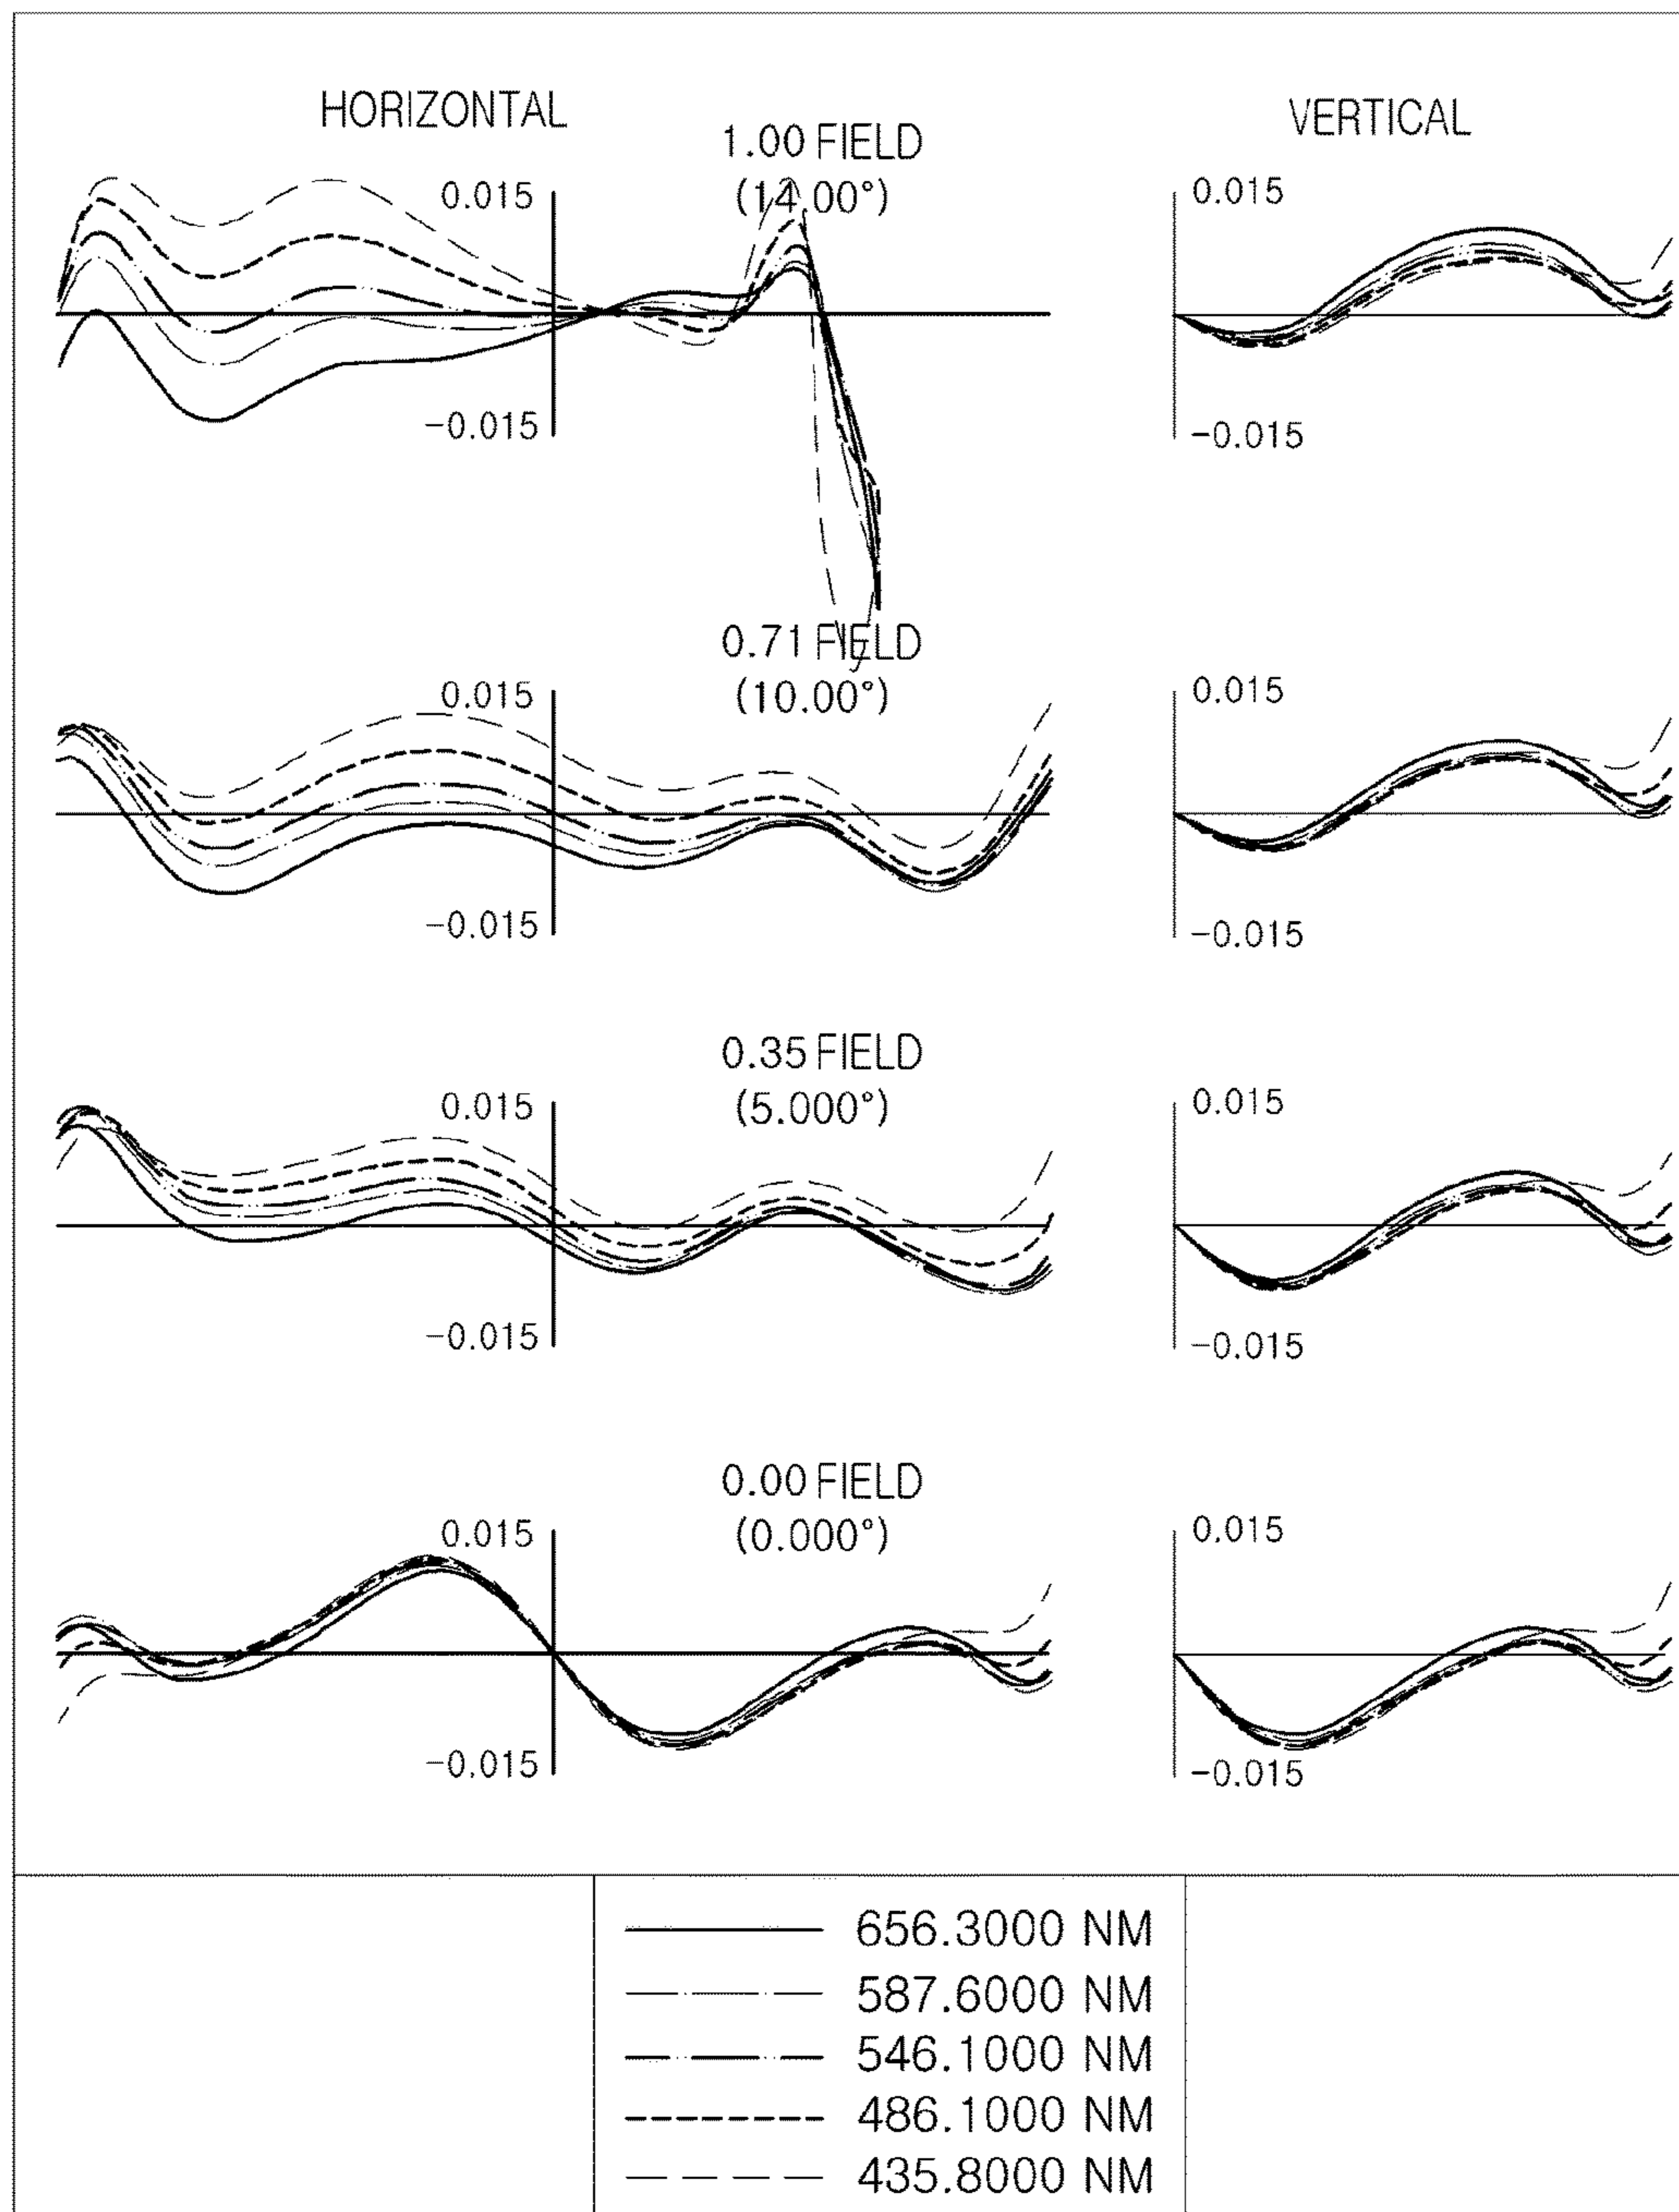 HORIZONTAL
VERTICAL
1.00 FIELD
(14.00°)
0.015
-0.015
0.015
-0.015
0.71 FIELD
(10.00°)
0.015
-0.015
0.015
-0.015
0.35 FIELD
(5.000°)
0.015
-0.015
0.015
-0.015
0.00 FIELD
(0.000°)
0.015
-0.015
0.015
-0.015
656.3000 NM
587.6000 NM
546.1000 NM
486.1000 NM
435.8000 NM